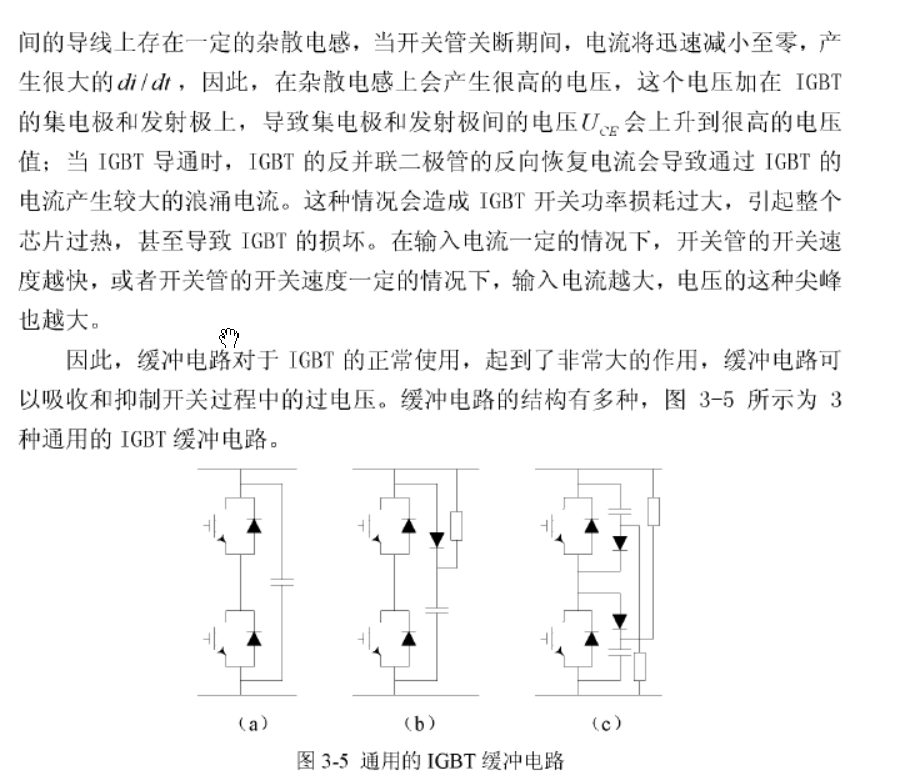 间的导线上存在一定的杂散电感，当开关管关断期间，电流将迅速减小至零，产
生很大的di/dt，因此，在杂散电感上会产生很高的电压，这个电压加在 IGBT
的集电极和发射极上，导致集电极和发射极间的电压U_CE会上升到很高的电压
值；当 IGBT 导通时，IGBT 的反并联二极管的反向恢复电流会导致通过 IGBT 的
电流产生较大的浪涌电流。这种情况会造成 IGBT 开关功率损耗过大，引起整个
芯片过热，甚至导致 IGBT 的损坏。在输入电流一定的情况下，开关管的开关速
度越快，或者开关管的开关速度一定的情况下，输入电流越大，电压的这种尖峰
也越大。
因此，缓冲电路对于 IGBT 的正常使用，起到了非常大的作用，缓冲电路可
以吸收和抑制开关过程中的过电压。缓冲电路的结构有多种，图 3-5 所示为 3
种通用的 IGBT 缓冲电路。
（a） （b） （c）
图 3-5 通用的 IGBT 缓冲电路